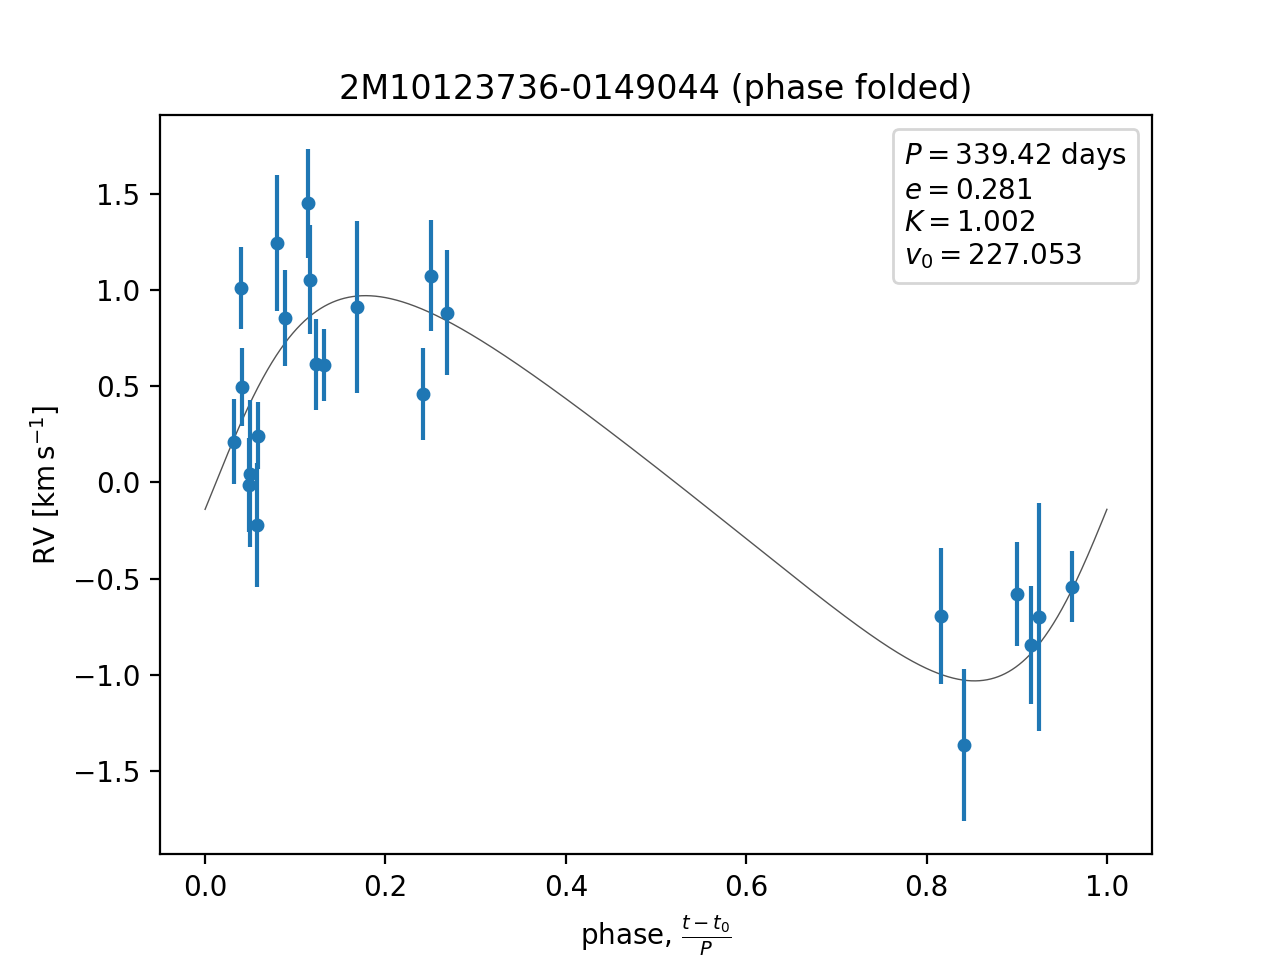 2M10123736-0149044 (phase folded)
P = 339.42 days
e = 0.281
K = 1.002
v₀ = 227.053
RV [km s⁻¹]
1.5
1.0
0.5
0.0
−0.5
−1.0
−1.5
0.0 0.2 0.4 0.6 0.8 1.0
phase, (t − t₀)/P